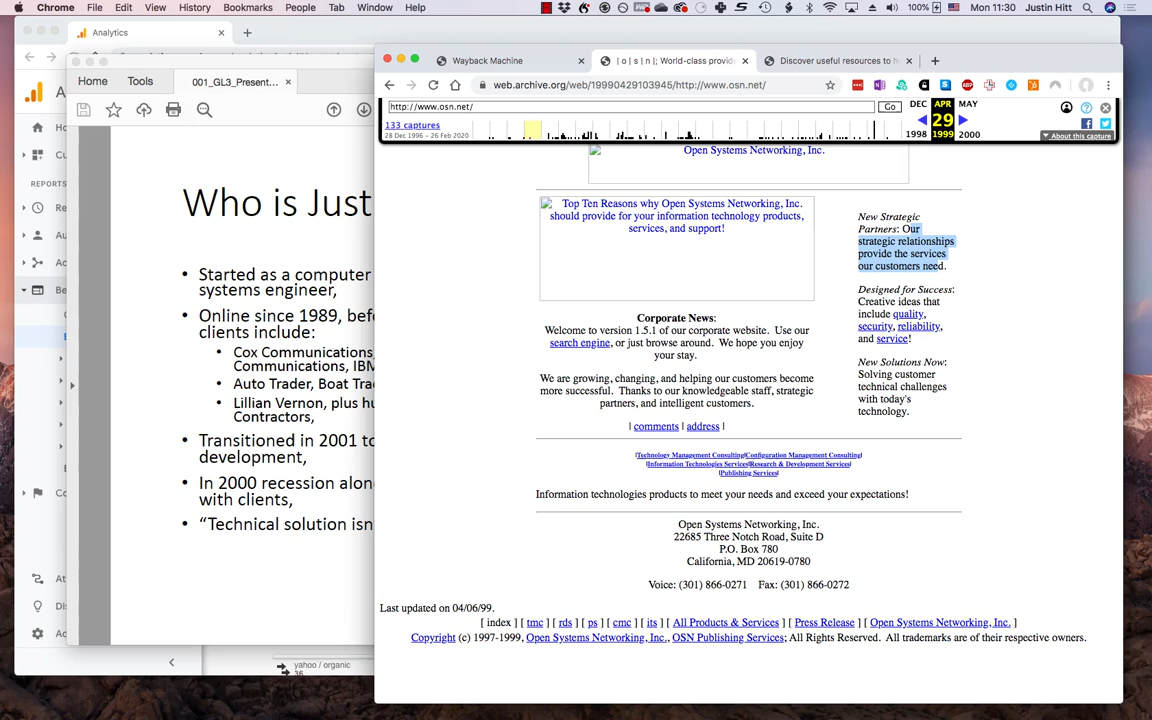 Chrome File Edit View History Bookmarks People Tab Window Help 100% Mon 11:30 Justin Hitt
Analytics
Home Tools 001_GL3_Present...
Wayback Machine | o | s | n |; World-class provid Discover useful resources to h
web.archive.org/web/19990429103945/http://www.osn.net/
http://www.osn.net/ Go DEC APR MAY
133 captures 29
28 Dec 1996 – 26 Feb 2020 1998 1999 2000 About this capture
REPORTS
Who is Just
• Started as a computer
systems engineer,
• Online since 1989, bef
clients include:
• Cox Communications,
Communications, IBM
• Auto Trader, Boat Tra
• Lillian Vernon, plus hu
Contractors,
• Transitioned in 2001 to
development,
• In 2000 recession alon
with clients,
• “Technical solution isn
yahoo / organic
36
Open Systems Networking, Inc.
Top Ten Reasons why Open Systems Networking, Inc.
should provide for your information technology products,
services, and support!
Corporate News:
Welcome to version 1.5.1 of our corporate website. Use our
search engine, or just browse around. We hope you enjoy
your stay.
We are growing, changing, and helping our customers become
more successful. Thanks to our knowledgeable staff, strategic
partners, and intelligent customers.
| comments | address |
New Strategic
Partners: Our
strategic relationships
provide the services
our customers need.
Designed for Success:
Creative ideas that
include quality,
security, reliability,
and service!
New Solutions Now:
Solving customer
technical challenges
with today's
technology.
|Technology Management Consulting|Configuration Management Consulting|
|Information Technologies Services|Research & Development Services|
|Publishing Services|
Information technologies products to meet your needs and exceed your expectations!
Open Systems Networking, Inc.
22685 Three Notch Road, Suite D
P.O. Box 780
California, MD 20619-0780
Voice: (301) 866-0271 Fax: (301) 866-0272
Last updated on 04/06/99.
[ index ] [ tmc ] [ rds ] [ ps ] [ cmc ] [ its ] [ All Products & Services ] [ Press Release ] [ Open Systems Networking, Inc. ]
Copyright (c) 1997-1999, Open Systems Networking, Inc., OSN Publishing Services; All Rights Reserved. All trademarks are of their respective owners.